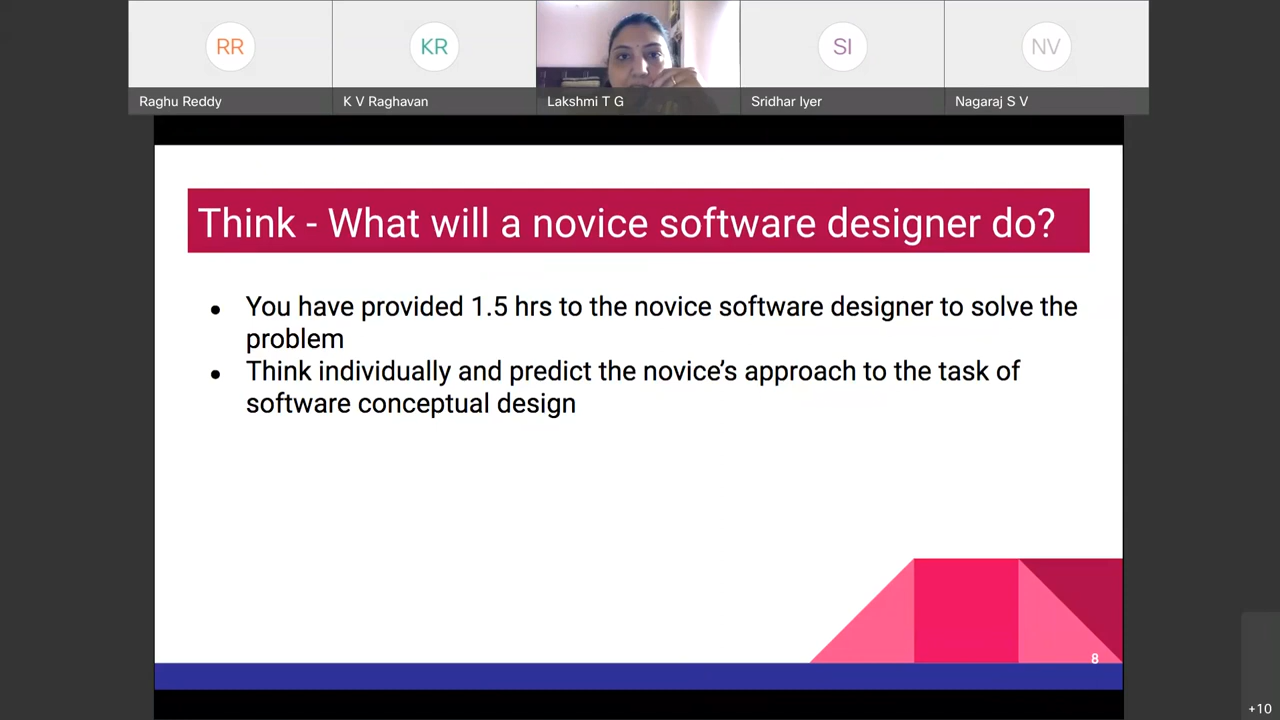 RR
KR
SI
NV
Raghu Reddy
K V Raghavan
Lakshmi T G
Sridhar Iyer
Nagaraj S V
Think - What will a novice software designer do?
● You have provided 1.5 hrs to the novice software designer to solve the
problem
● Think individually and predict the novice’s approach to the task of
software conceptual design
8
+10